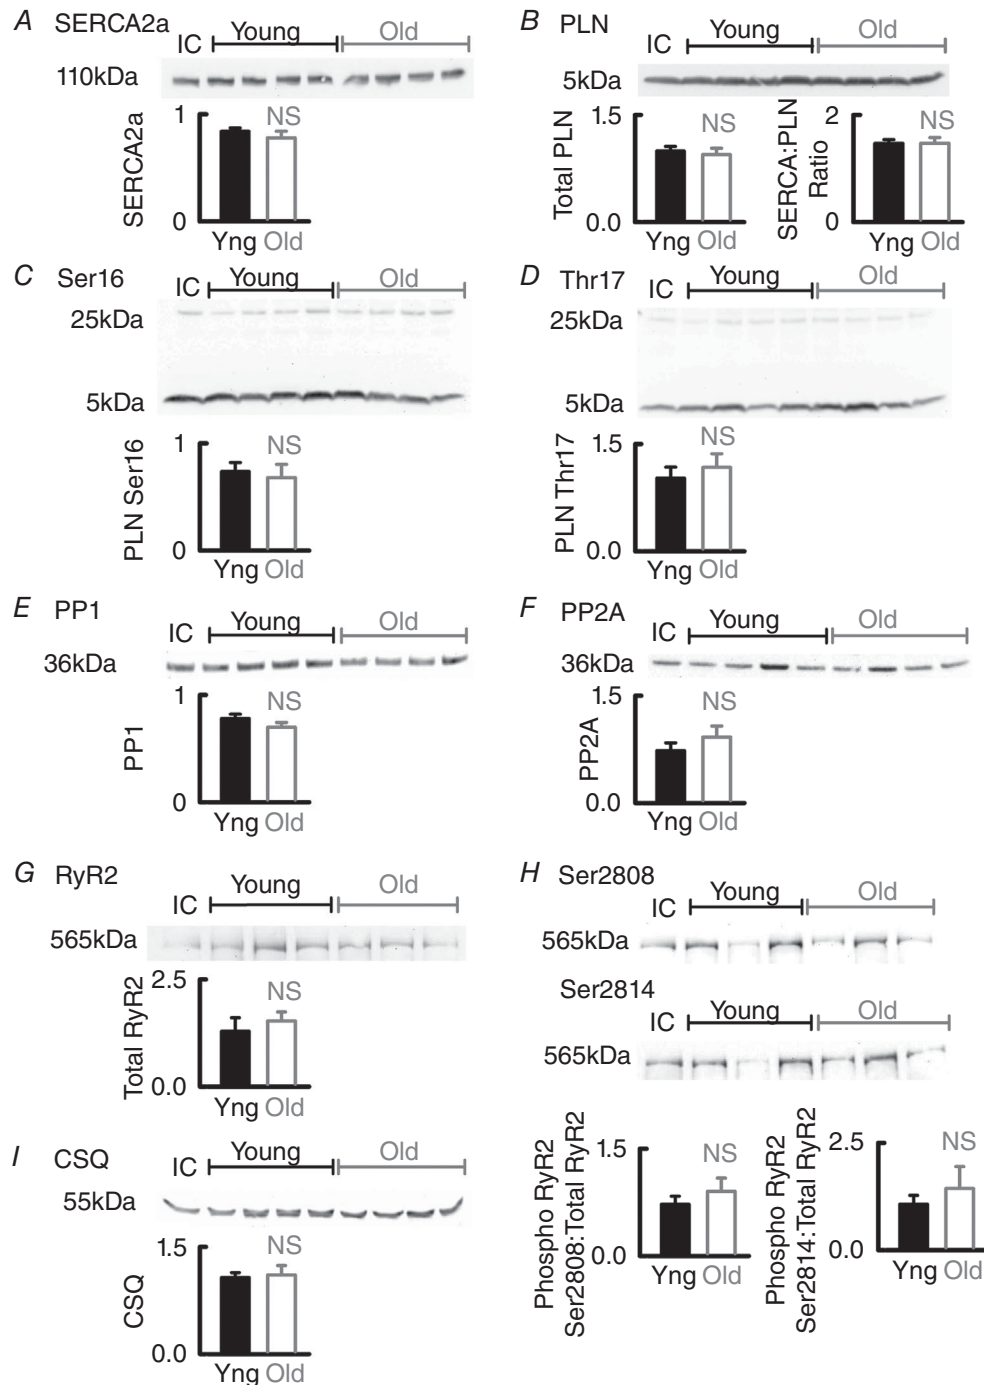 A SERCA2a
IC Young Old
110kDa
1
NS
SERCA2a
0
Yng Old
B PLN
IC Young Old
5kDa
1.5
NS
Total PLN
0.0
Yng Old
2
NS
SERCA:PLN
Ratio
0
Yng Old
C Ser16
IC Young Old
25kDa
5kDa
1
NS
PLN Ser16
0
Yng Old
D Thr17
IC Young Old
25kDa
5kDa
1.5
NS
PLN Thr17
0.0
Yng Old
E PP1
IC Young Old
36kDa
1
NS
PP1
0
Yng Old
F PP2A
IC Young Old
36kDa
1.5
NS
PP2A
0.0
Yng Old
G RyR2
IC Young Old
565kDa
2.5
NS
Total RyR2
0.0
Yng Old
H Ser2808
IC Young Old
565kDa
Ser2814
IC Young Old
565kDa
1.5
NS
Phospho RyR2
Ser2808:Total RyR2
0.0
Yng Old
2.5
NS
Phospho RyR2
Ser2814:Total RyR2
0.0
Yng Old
I CSQ
IC Young Old
55kDa
1.5
NS
CSQ
0.0
Yng Old